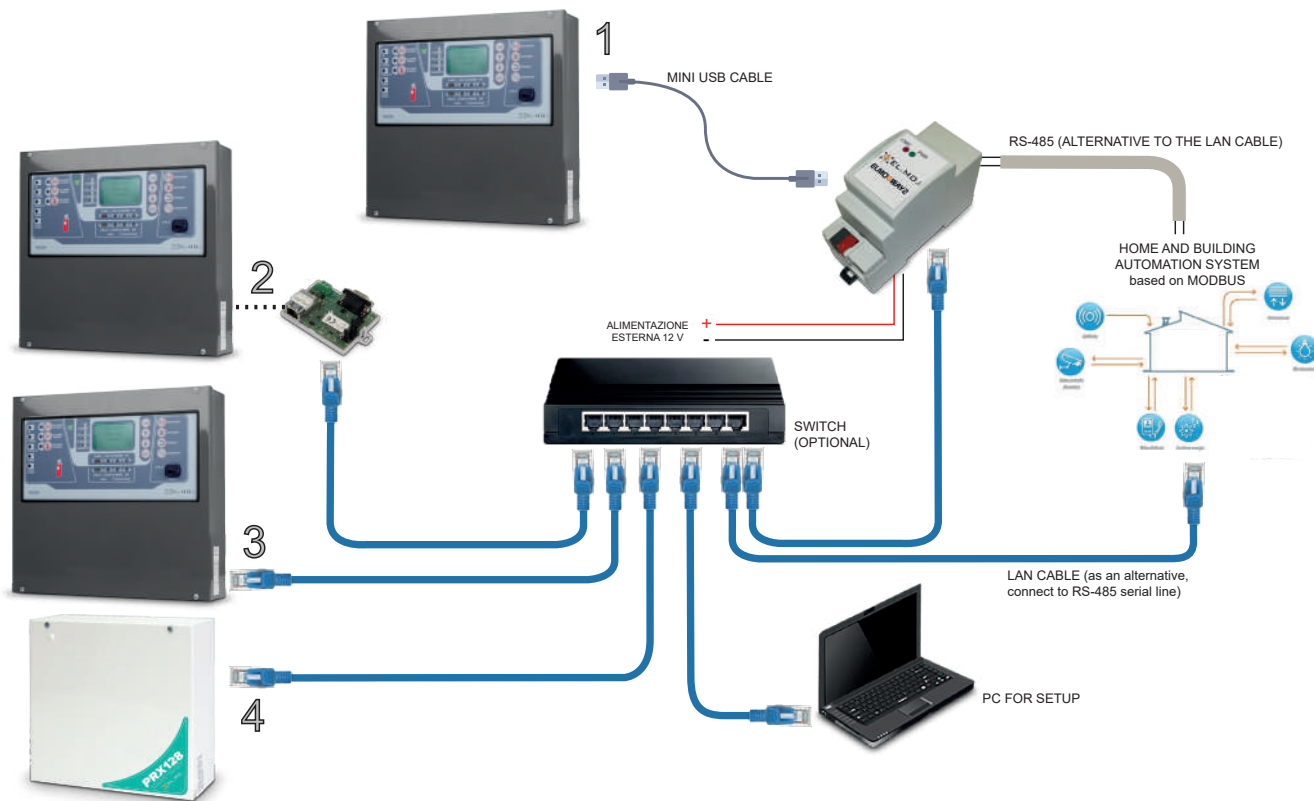 1
MINI USB CABLE
RS-485 (ALTERNATIVE TO THE LAN CABLE)
HOME AND BUILDING
AUTOMATION SYSTEM
based on MODBUS
2
ALIMENTAZIONE
ESTERNA 12 V
+
-
SWITCH
(OPTIONAL)
3
LAN CABLE (as an alternative,
connect to RS-485 serial line)
4
PRX128
PC FOR SETUP